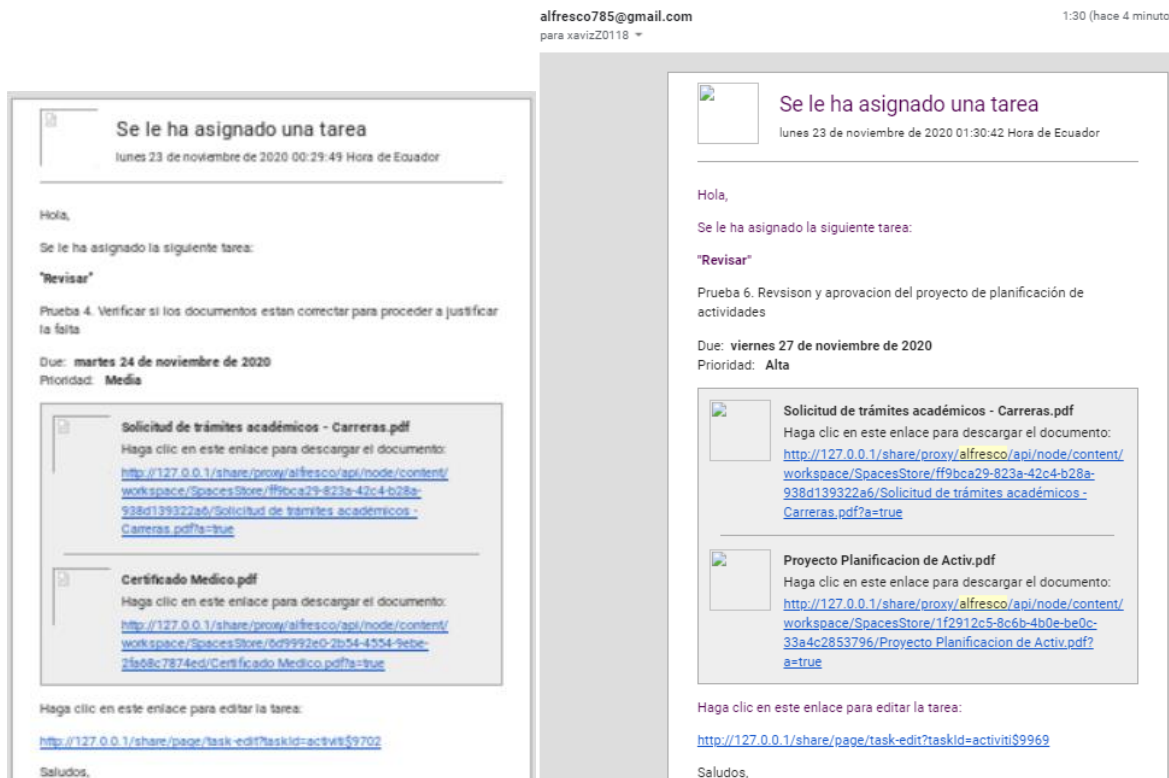 Se le ha asignado una tarea
lunes 23 de noviembre de 2020 00:29:49 Hora de Ecuador
Hola,
Se le ha asignado la siguiente tarea:
"Revisar"
Prueba 4. Verificar si los documentos estan correctar para proceder a justificar
la falta
Due: martes 24 de noviembre de 2020
Prioridad: Media
Solicitud de trámites académicos - Carreras.pdf
Haga clic en este enlace para descargar el documento:
http://127.0.0.1/share/proxy/alfresco/api/node/content/
workspace/SpacesStore/ff9bca29-823a-42c4-b28a-
938d139322a6/Solicitud de trámites académicos -
Carreras.pdf?a=true
Certificado Medico.pdf
Haga clic en este enlace para descargar el documento:
http://127.0.0.1/share/proxy/alfresco/api/node/content/
workspace/SpacesStore/6d9992e0-2b54-4554-9ebe-
2fa68c7874ed/Certificado Medico.pdf?a=true
Haga clic en este enlace para editar la tarea:
http://127.0.0.1/share/page/task-edit?taskId=activiti$9702
Saludos,
alfresco785@gmail.com
1:30 (hace 4 minuto
para xavizZ0118
Se le ha asignado una tarea
lunes 23 de noviembre de 2020 01:30:42 Hora de Ecuador
Hola,
Se le ha asignado la siguiente tarea:
"Revisar"
Prueba 6. Revsison y aprovacion del proyecto de planificación de
actividades
Due: viernes 27 de noviembre de 2020
Prioridad: Alta
Solicitud de trámites académicos - Carreras.pdf
Haga clic en este enlace para descargar el documento:
http://127.0.0.1/share/proxy/alfresco/api/node/content/
workspace/SpacesStore/ff9bca29-823a-42c4-b28a-
938d139322a6/Solicitud de trámites académicos -
Carreras.pdf?a=true
Proyecto Planificacion de Activ.pdf
Haga clic en este enlace para descargar el documento:
http://127.0.0.1/share/proxy/alfresco/api/node/content/
workspace/SpacesStore/1f2912c5-8c6b-4b0e-be0c-
33a4c2853796/Proyecto Planificacion de Activ.pdf?
a=true
Haga clic en este enlace para editar la tarea:
http://127.0.0.1/share/page/task-edit?taskId=activiti$9969
Saludos,